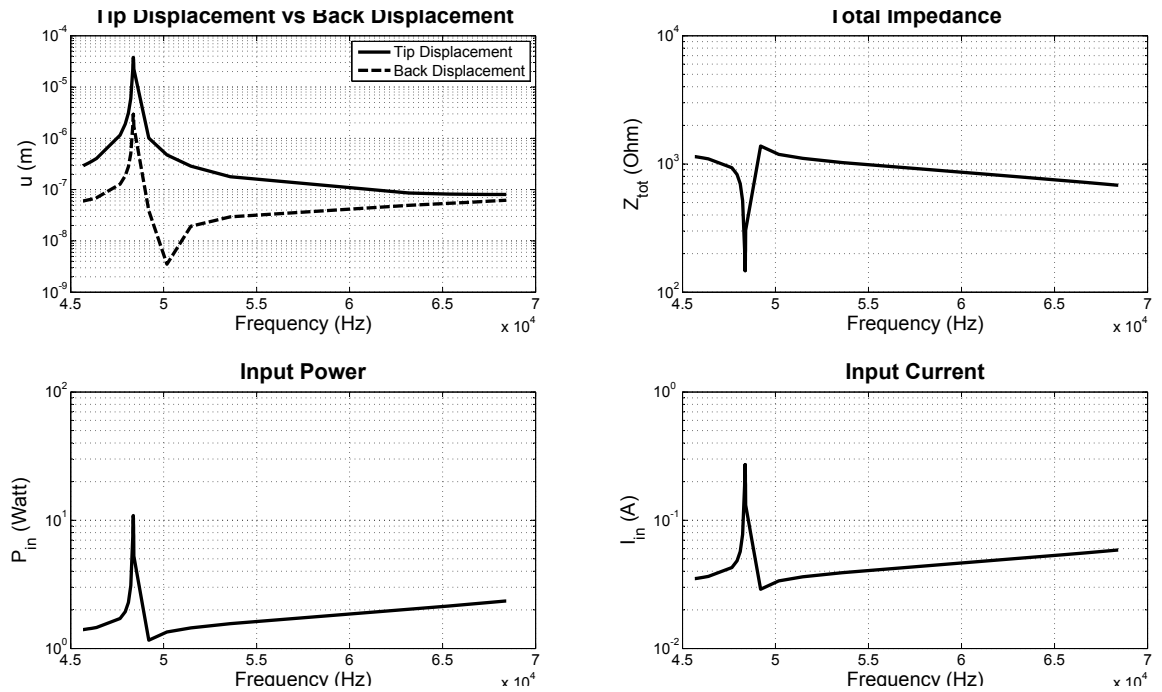 Tip Displacement vs Back Displacement
10^-4
10^-5
10^-6
10^-7
10^-8
10^-9
u (m)
Tip Displacement
Back Displacement
4.5 5 5.5 6 6.5 7
Frequency (Hz)
x 10^4
Total Impedance
10^4
10^3
10^2
Z_tot (Ohm)
4.5 5 5.5 6 6.5 7
Frequency (Hz)
x 10^4
Input Power
10^2
10^1
10^0
P_in (Watt)
4.5 5 5.5 6 6.5 7
Frequency (Hz)
x 10^4
Input Current
10^0
10^-1
10^-2
I_in (A)
4.5 5 5.5 6 6.5 7
Frequency (Hz)
x 10^4